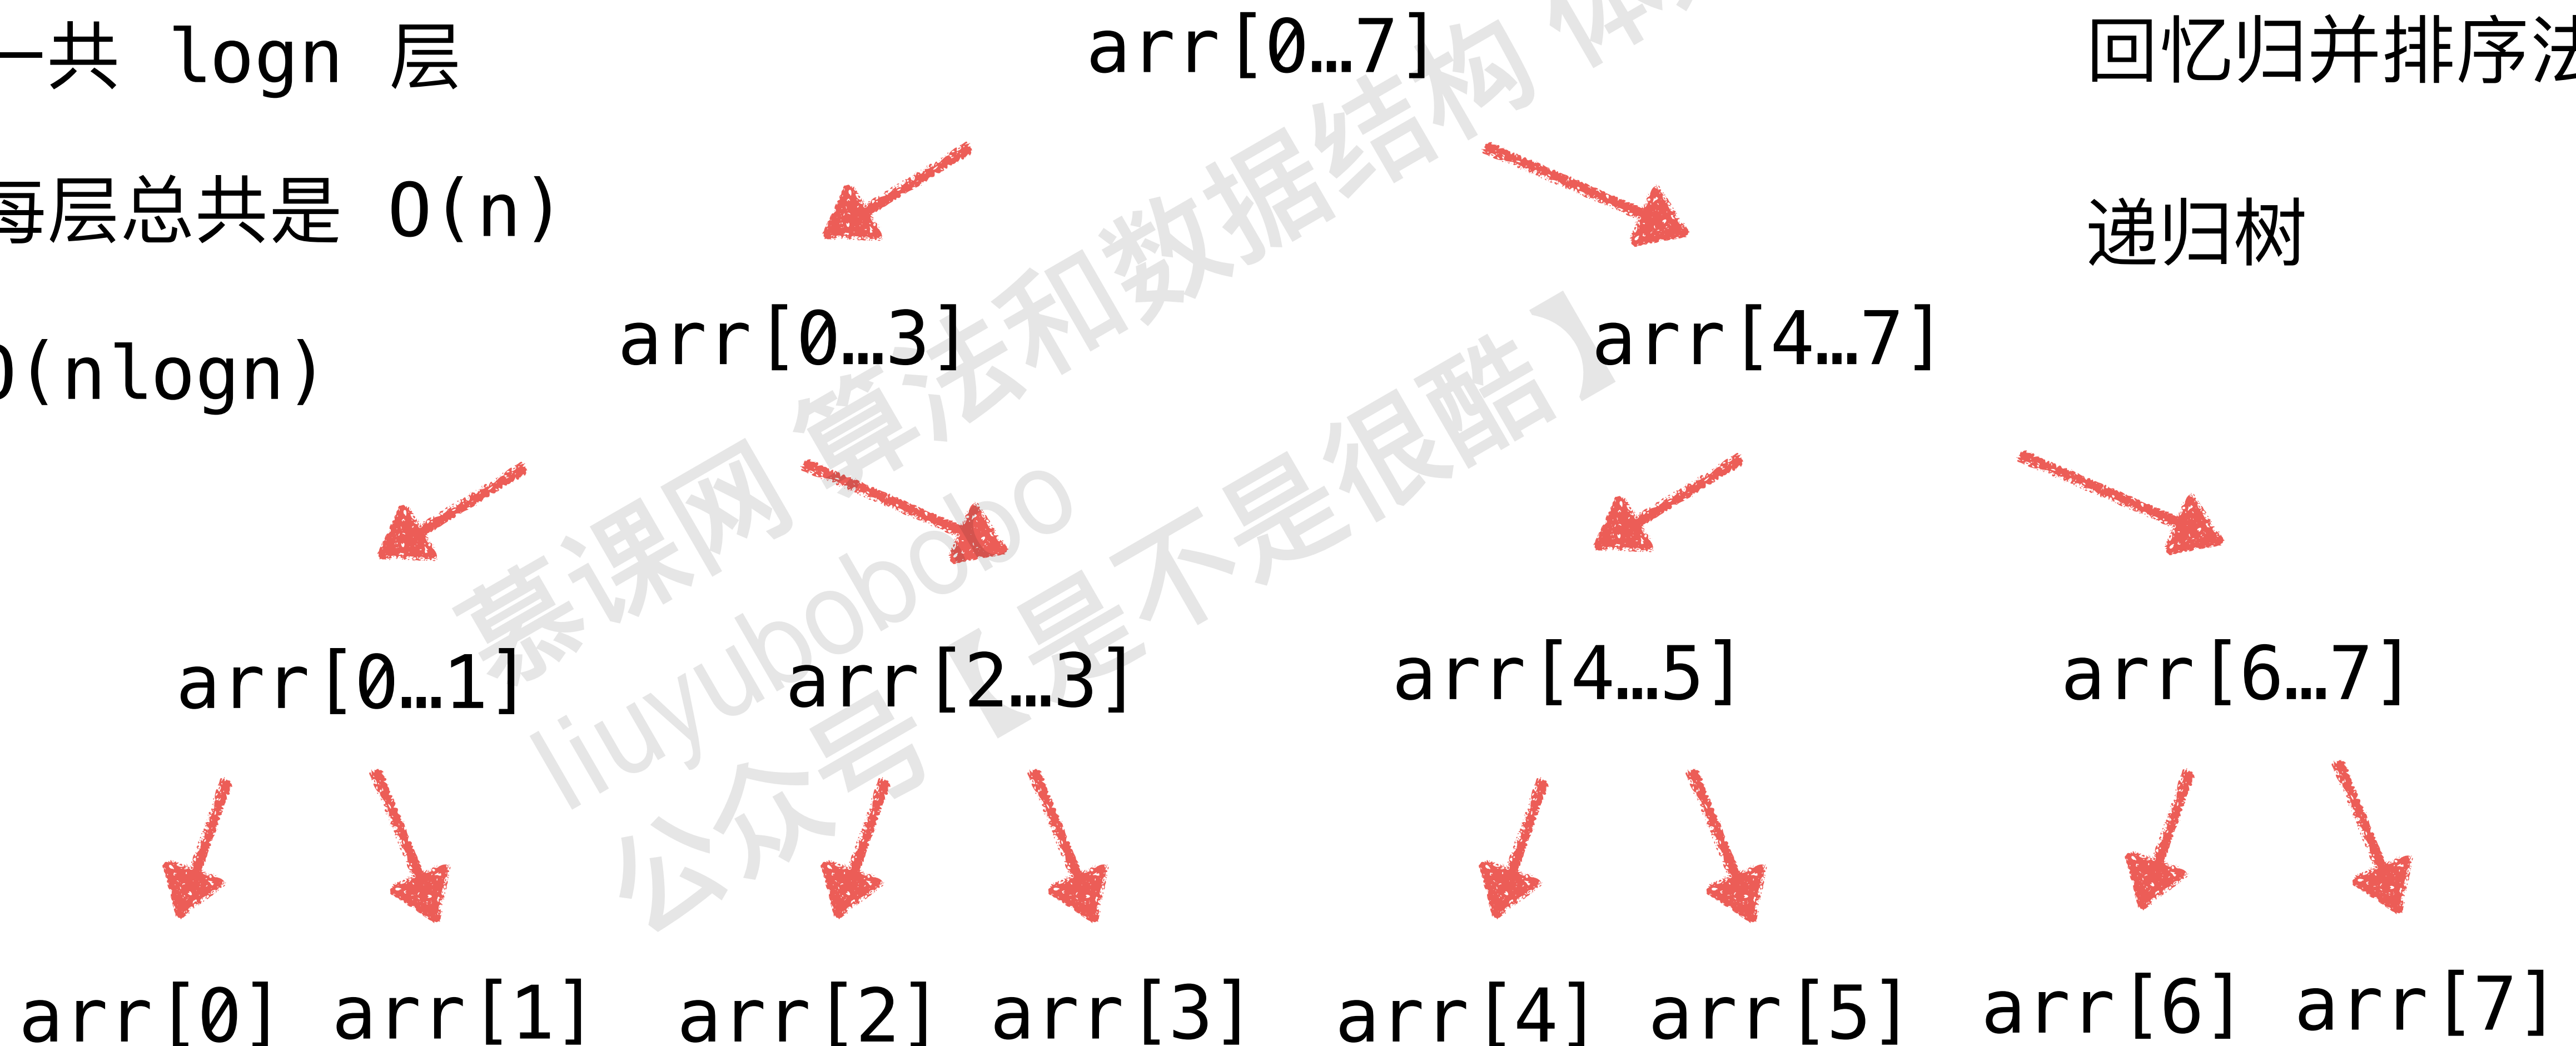 一共 logn 层
每层总共是 O(n)
O(nlogn)
arr[0…7]
回忆归并排序法
递归树
arr[0…3]
arr[4…7]
arr[0…1]
arr[2…3]
arr[4…5]
arr[6…7]
arr[0]
arr[1]
arr[2]
arr[3]
arr[4]
arr[5]
arr[6]
arr[7]
慕课网 算法和数据结构 体
liuyubobobo
公众号【是不是很酷】